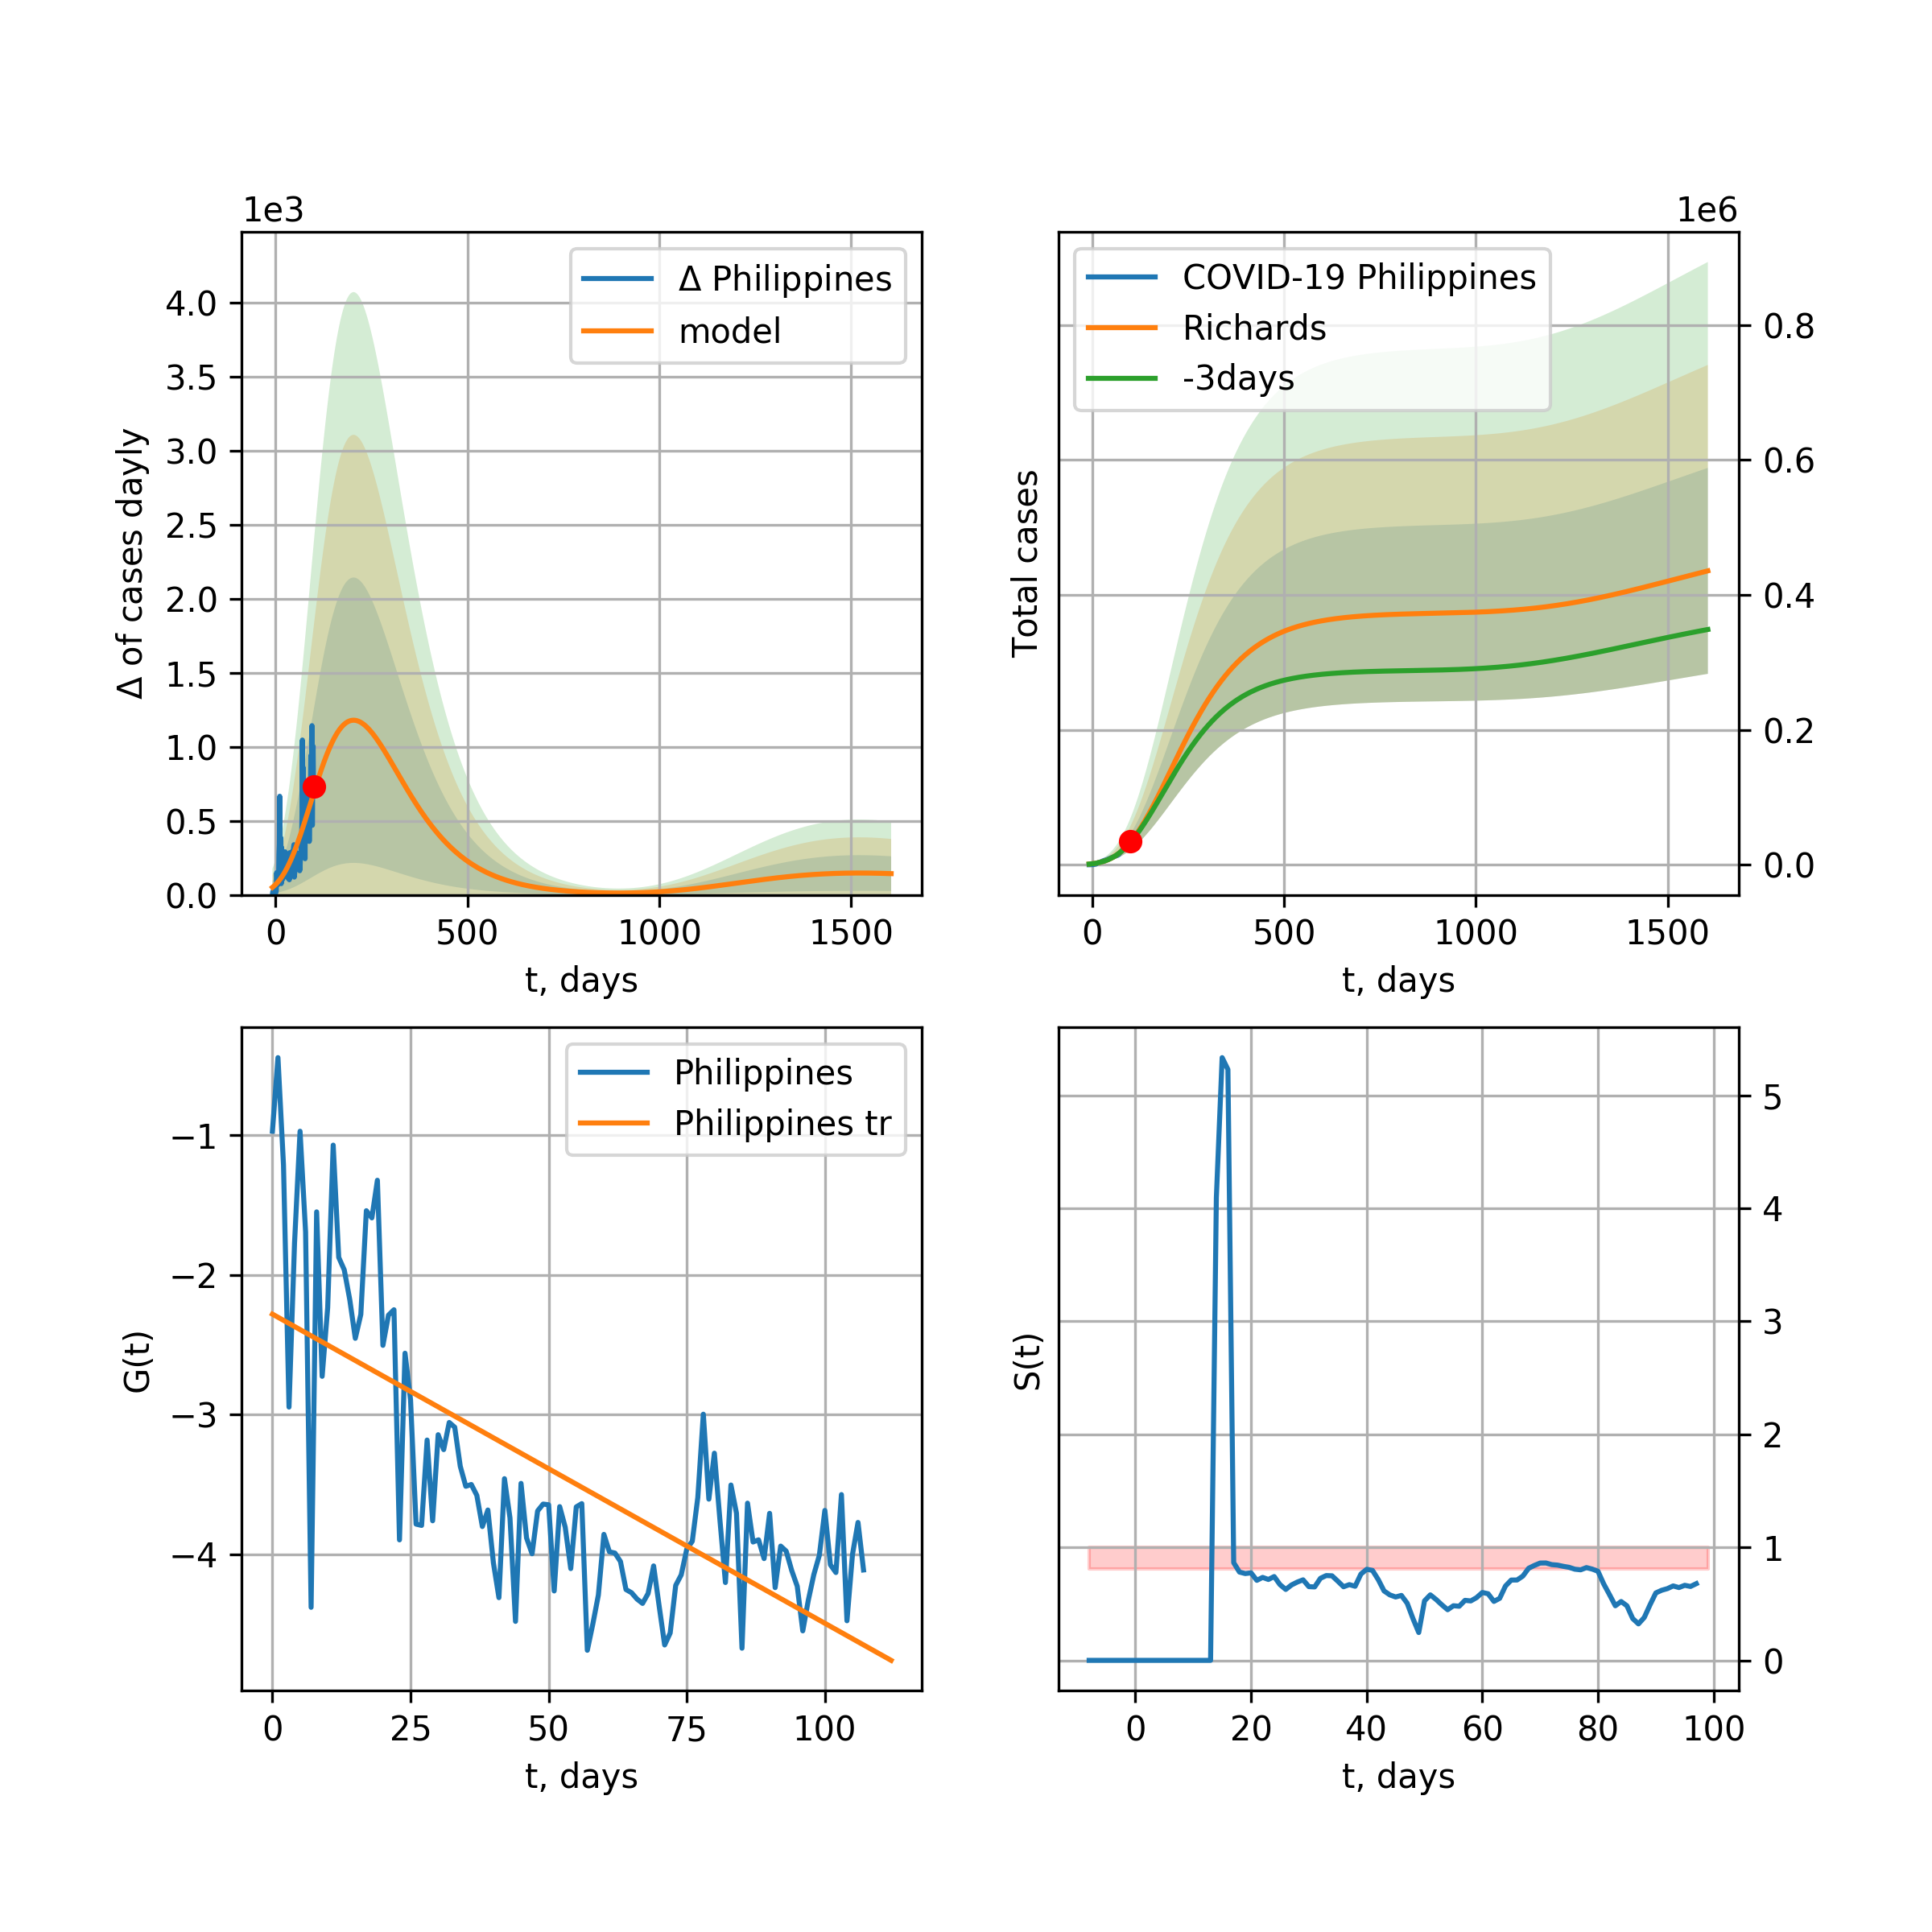 1e3
Δ Philippines
model
4.0
3.5
3.0
2.5
2.0
1.5
1.0
0.5
0.0
Δ of cases dayly
0 500 1000 1500
t, days
1e6
COVID-19 Philippines
Richards
-3days
0.8
0.6
0.4
0.2
0.0
Total cases
0 500 1000 1500
t, days
Philippines
Philippines tr
−1
−2
−3
−4
G(t)
0 25 50 75 100
t, days
5
4
3
2
1
0
S(t)
0 20 40 60 80 100
t, days